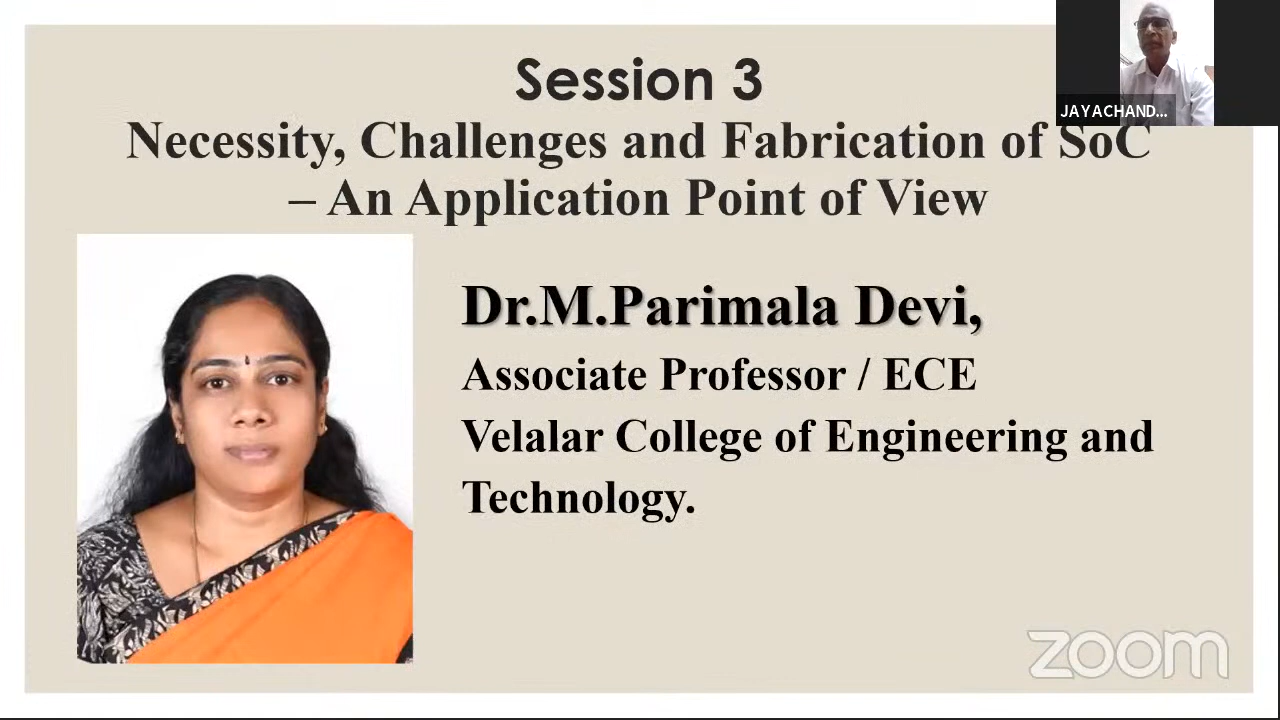 Session 3
Necessity, Challenges and Fabrication of SoC
– An Application Point of View
Dr.M.Parimala Devi,
Associate Professor / ECE
Velalar College of Engineering and
Technology.
JAYACHAND...
zoom